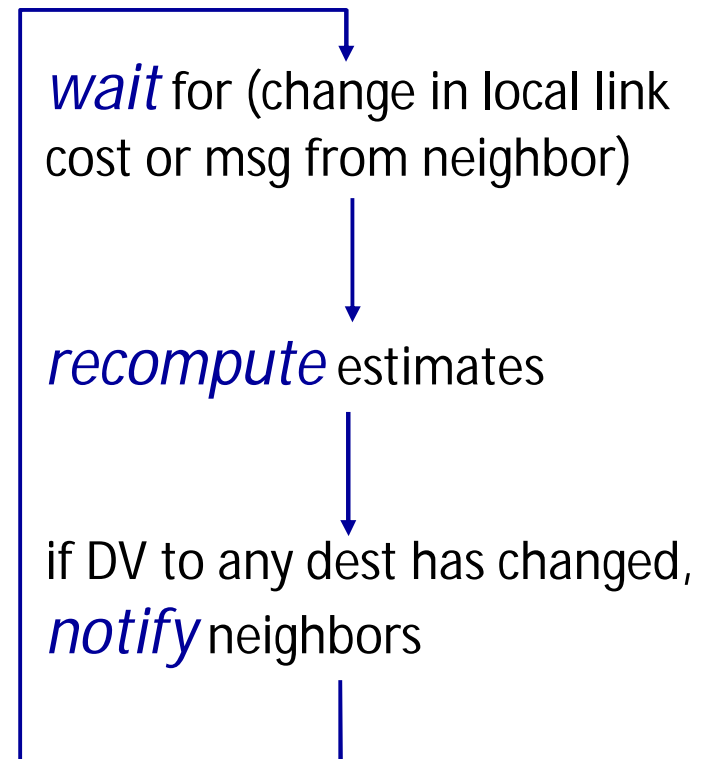 wait for (change in local link
cost or msg from neighbor)
recompute estimates
if DV to any dest has changed,
notify neighbors